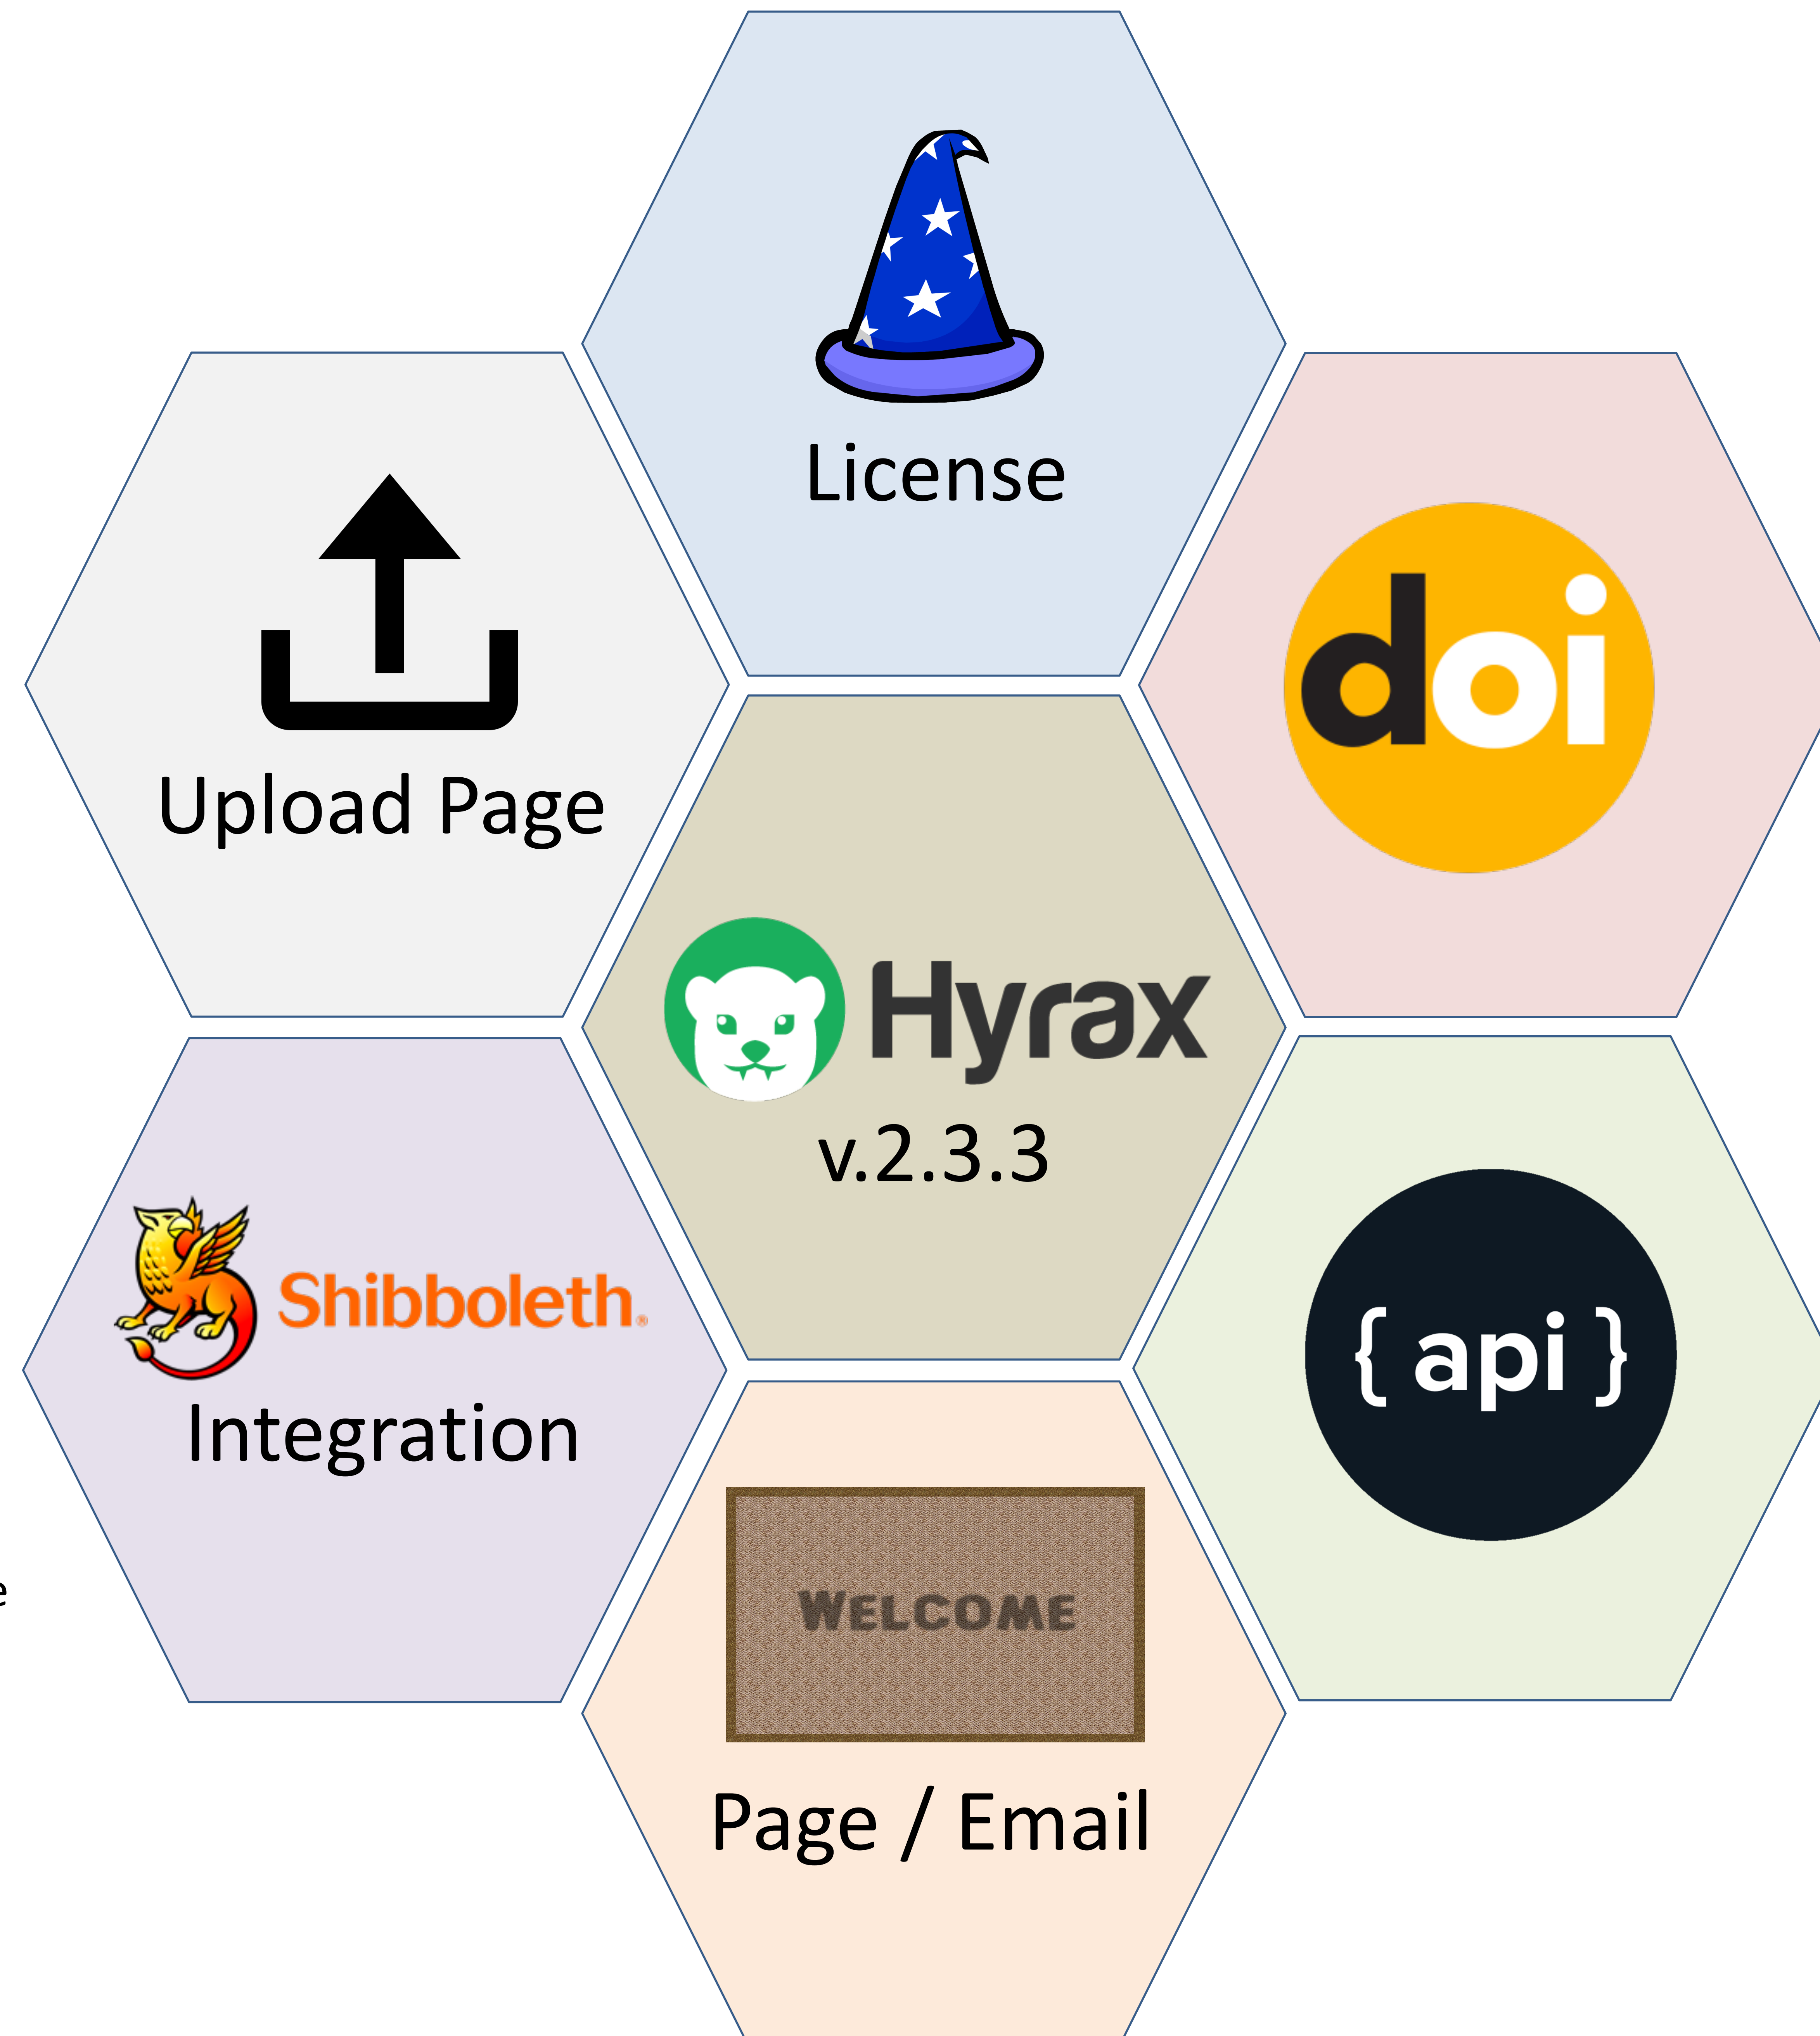 License
Upload Page
doi
Hyrax
v.2.3.3
Shibboleth®
Integration
{ api }
WELCOME
Page / Email
e